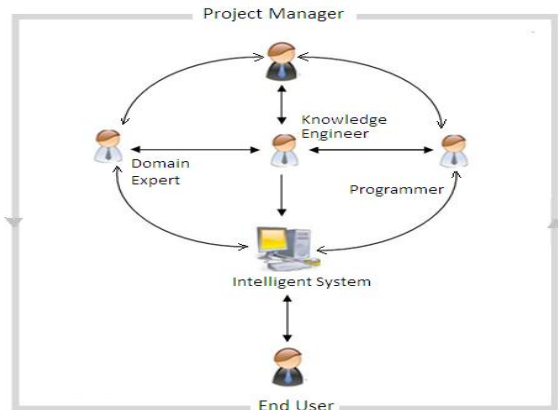 Project Manager
Knowledge
Engineer
Domain
Expert
Programmer
Intelligent System
End User